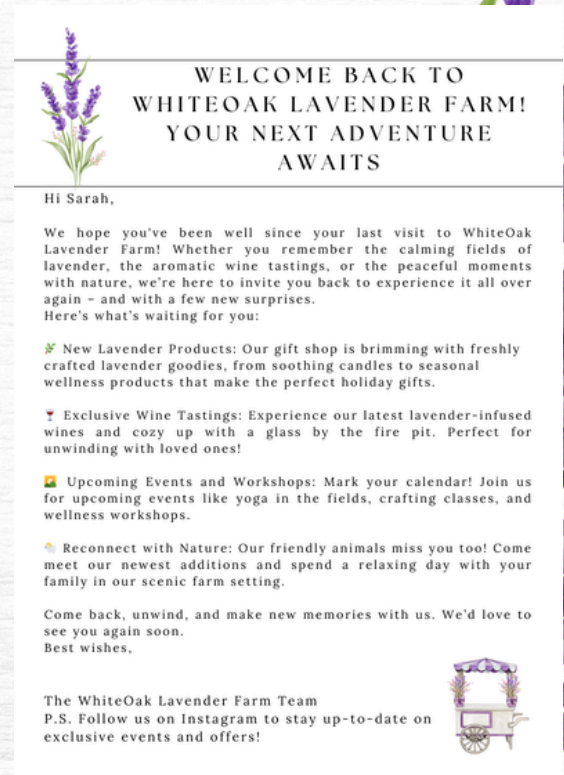 WELCOME BACK TO
WHITEOAK LAVENDER FARM!
YOUR NEXT ADVENTURE
AWAITS
Hi Sarah,
We hope you've been well since your last visit to WhiteOak
Lavender Farm! Whether you remember the calming fields of
lavender, the aromatic wine tastings, or the peaceful moments
with nature, we're here to invite you back to experience it all over
again – and with a few new surprises.
Here's what's waiting for you:
🌿 New Lavender Products: Our gift shop is brimming with freshly
crafted lavender goodies, from soothing candles to seasonal
wellness products that make the perfect holiday gifts.
🍷 Exclusive Wine Tastings: Experience our latest lavender-infused
wines and cozy up with a glass by the fire pit. Perfect for
unwinding with loved ones!
🌄 Upcoming Events and Workshops: Mark your calendar! Join us
for upcoming events like yoga in the fields, crafting classes, and
wellness workshops.
🐑 Reconnect with Nature: Our friendly animals miss you too! Come
meet our newest additions and spend a relaxing day with your
family in our scenic farm setting.
Come back, unwind, and make new memories with us. We'd love to
see you again soon.
Best wishes,
The WhiteOak Lavender Farm Team
P.S. Follow us on Instagram to stay up-to-date on
exclusive events and offers!